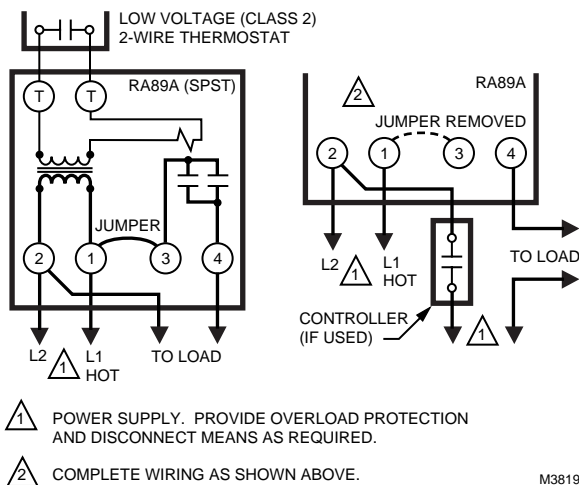 LOW VOLTAGE (CLASS 2)
2-WIRE THERMOSTAT
RA89A (SPST)
T
T
JUMPER
2
1
3
4
L2
1
L1
HOT
TO LOAD
RA89A
2
JUMPER REMOVED
2
1
3
4
L2
1
L1
HOT
TO LOAD
CONTROLLER
(IF USED)
1
1
POWER SUPPLY. PROVIDE OVERLOAD PROTECTION
AND DISCONNECT MEANS AS REQUIRED.
2
COMPLETE WIRING AS SHOWN ABOVE.
M3819